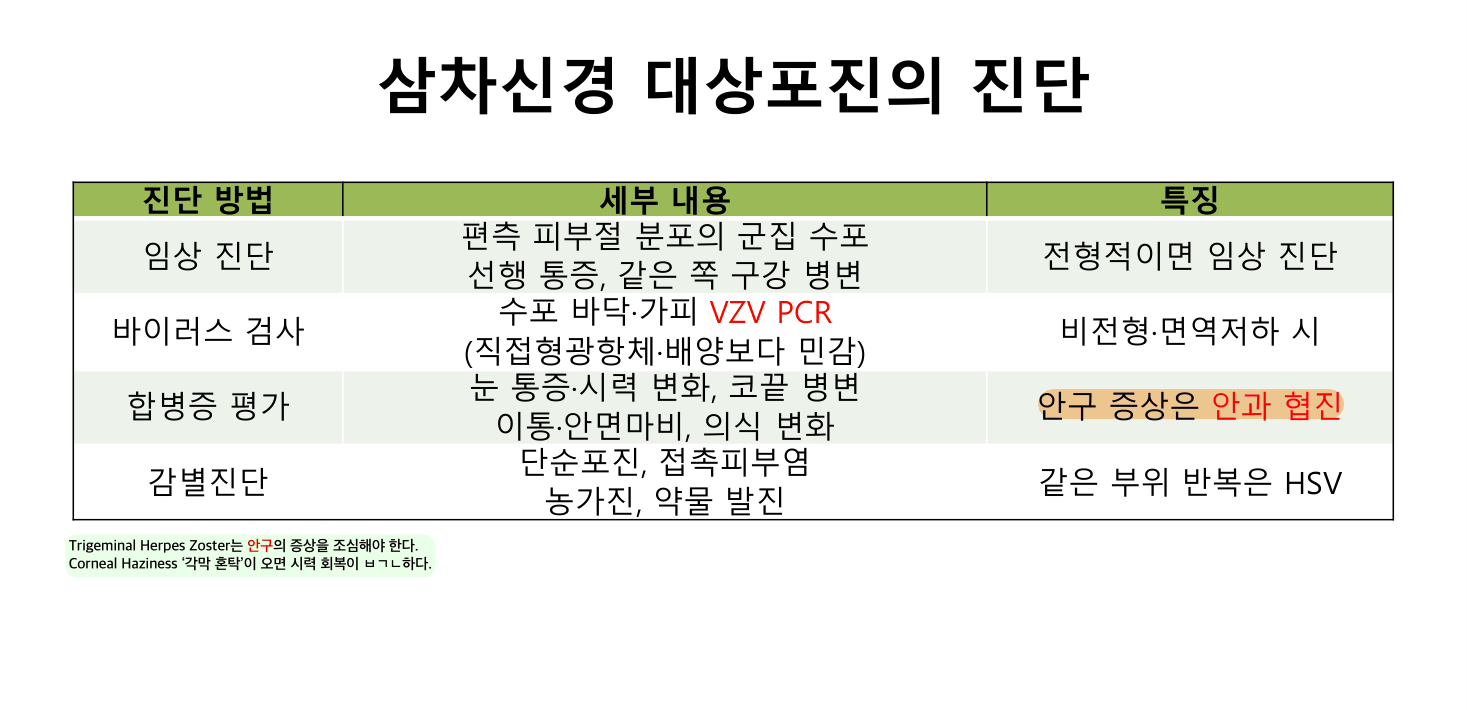 삼차신경 대상포진의 진단
진단 방법 세부 내용 특징
임상 진단
편측 피부절 분포의 군집 수포
선행 통증, 같은 쪽 구강 병변
전형적이면 임상 진단
바이러스 검사
수포 바닥·가피 VZV PCR
(직접형광항체·배양보다 민감)
비전형·면역저하 시
합병증 평가
눈 통증·시력 변화, 코끝 병변
이통·안면마비, 의식 변화
안구 증상은 안과 협진
감별진단
단순포진, 접촉피부염
농가진, 약물 발진
같은 부위 반복은 HSV
Trigeminal Herpes Zoster는 안구의 증상을 조심해야 한다.
Corneal Haziness ‘각막 혼탁’이 오면 시력 회복이 ㅂㄱㄴ하다.